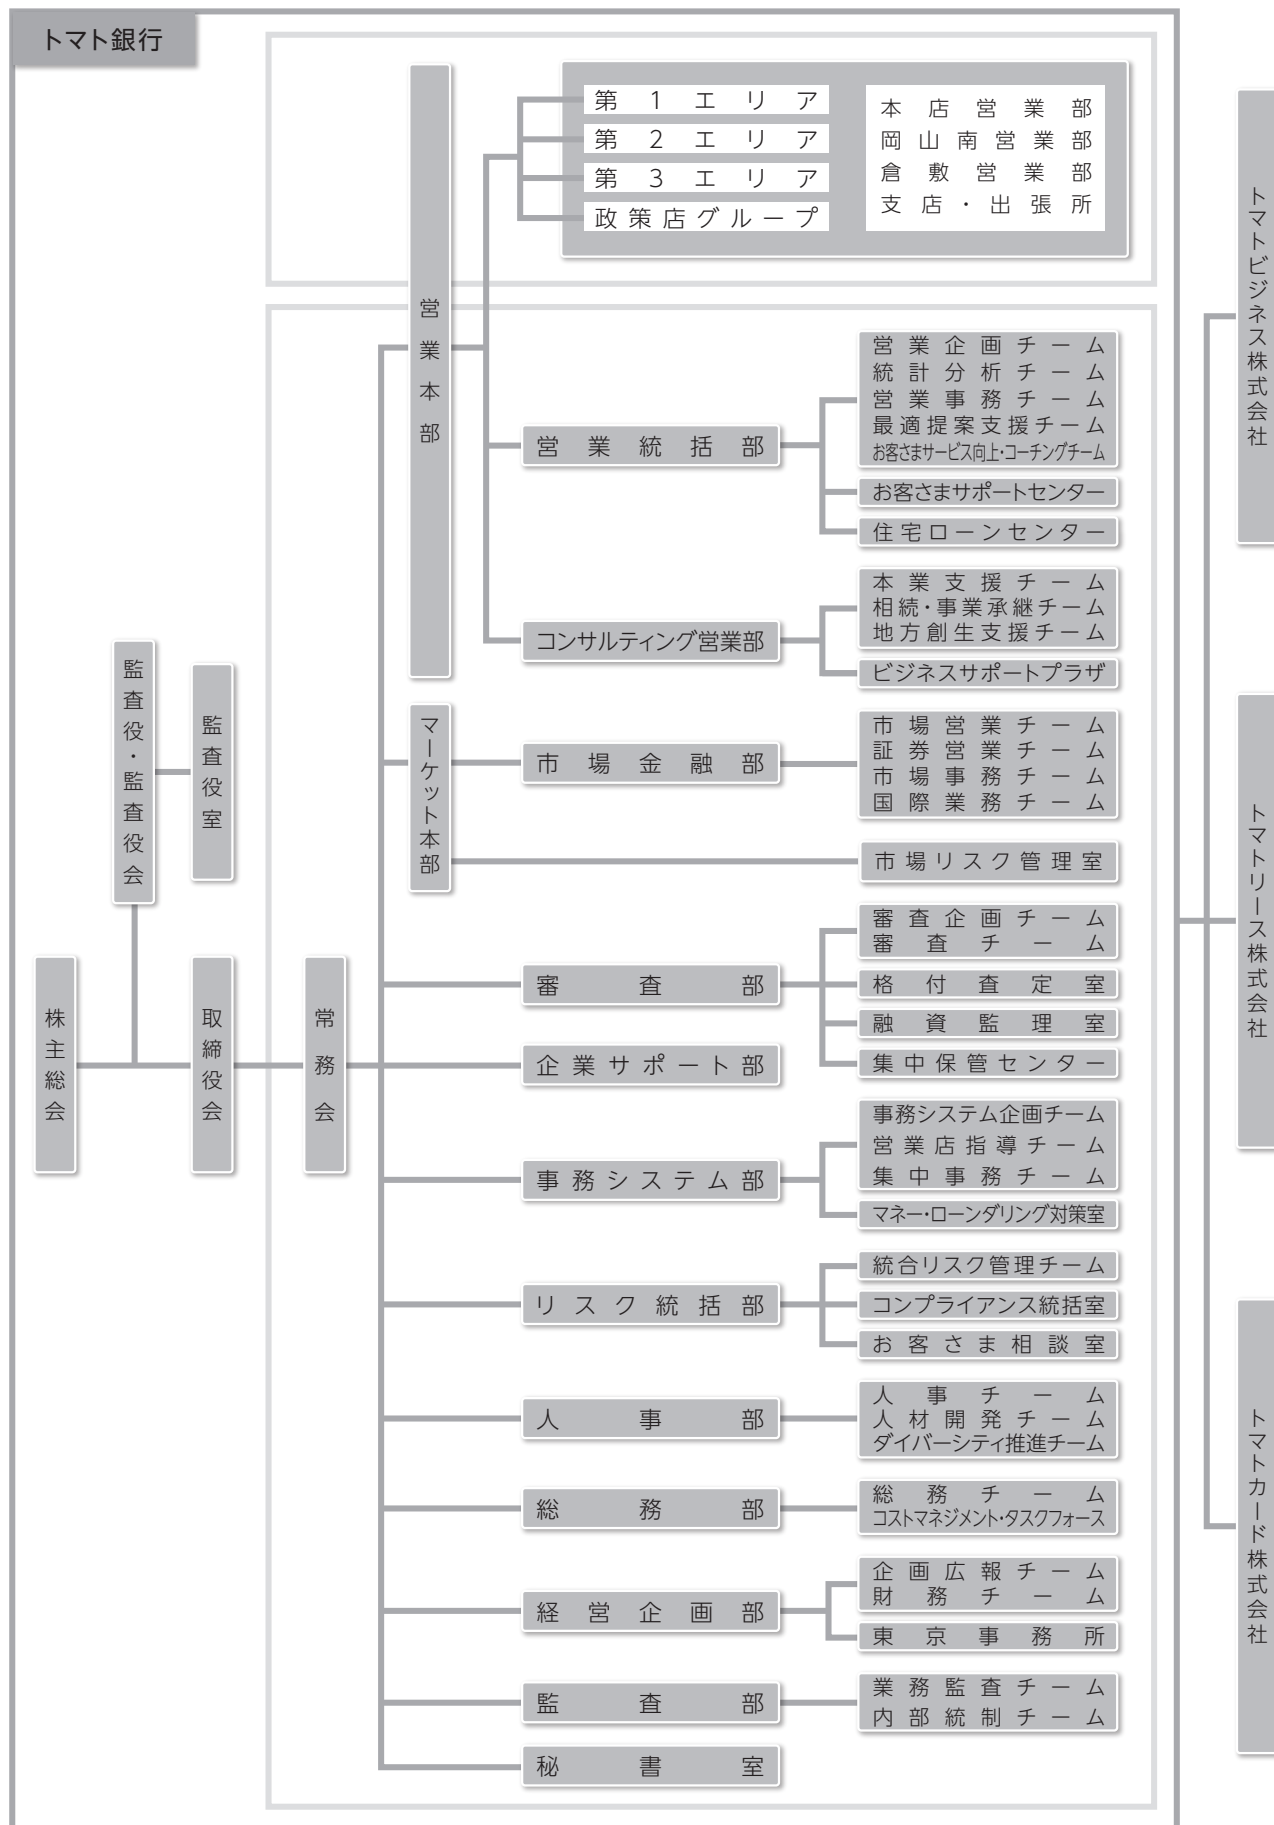 トマト銀行
株主総会
監査役・監査役会
監査役室
取締役会
常務会
営業本部
第1エリア
第2エリア
第3エリア
政策店グループ
本店営業部
岡山南営業部
倉敷営業部
支店・出張所
営業統括部
営業企画チーム
統計分析チーム
営業事務チーム
最適提案支援チーム
お客さまサービス向上・コーチングチーム
お客さまサポートセンター
住宅ローンセンター
コンサルティング営業部
本業支援チーム
相続・事業承継チーム
地方創生支援チーム
ビジネスサポートプラザ
マーケット本部
市場金融部
市場営業チーム
証券営業チーム
市場事務チーム
国際業務チーム
市場リスク管理室
審査部
審査企画チーム
審査チーム
格付査定室
融資監理室
集中保管センター
企業サポート部
事務システム部
事務システム企画チーム
営業店指導チーム
集中事務チーム
マネー・ローンダリング対策室
リスク統括部
統合リスク管理チーム
コンプライアンス統括室
お客さま相談室
人事部
人事チーム
人材開発チーム
ダイバーシティ推進チーム
総務部
総務チーム
コストマネジメント・タスクフォース
経営企画部
企画広報チーム
財務チーム
東京事務所
監査部
業務監査チーム
内部統制チーム
秘書室
トマトビジネス株式会社
トマトリース株式会社
トマトカード株式会社